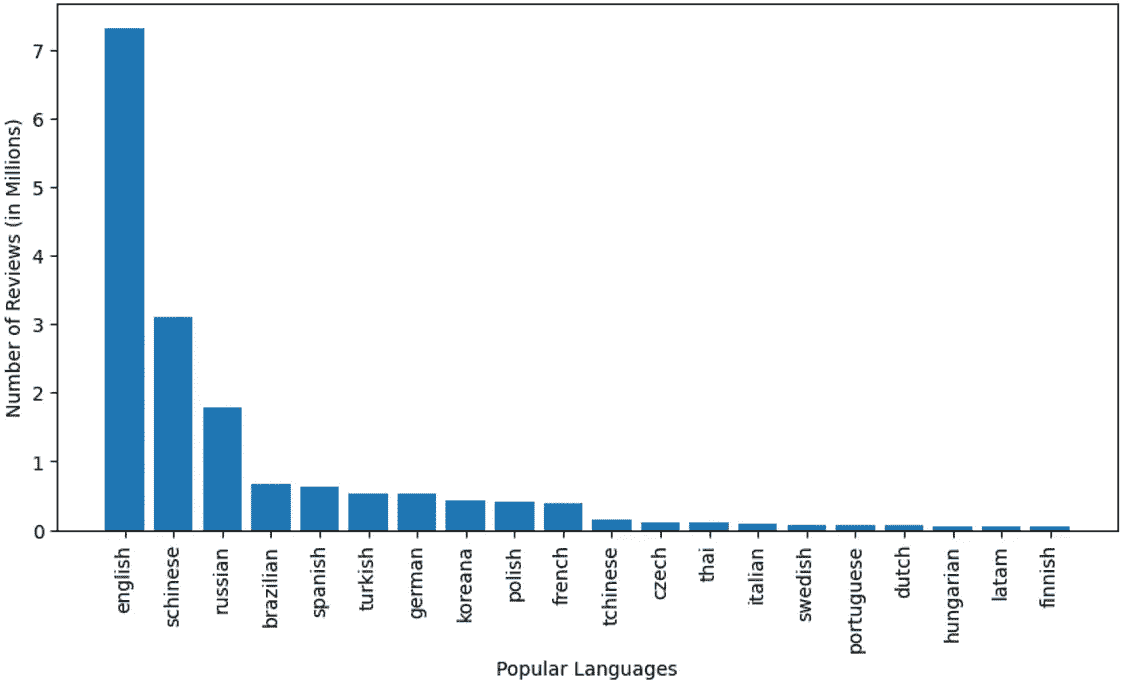 Number of Reviews (in Millions)
7
6
5
4
3
2
1
0
english
schinese
russian
brazilian
spanish
turkish
german
koreana
polish
french
tchinese
czech
thai
italian
swedish
portuguese
dutch
hungarian
latam
finnish
Popular Languages